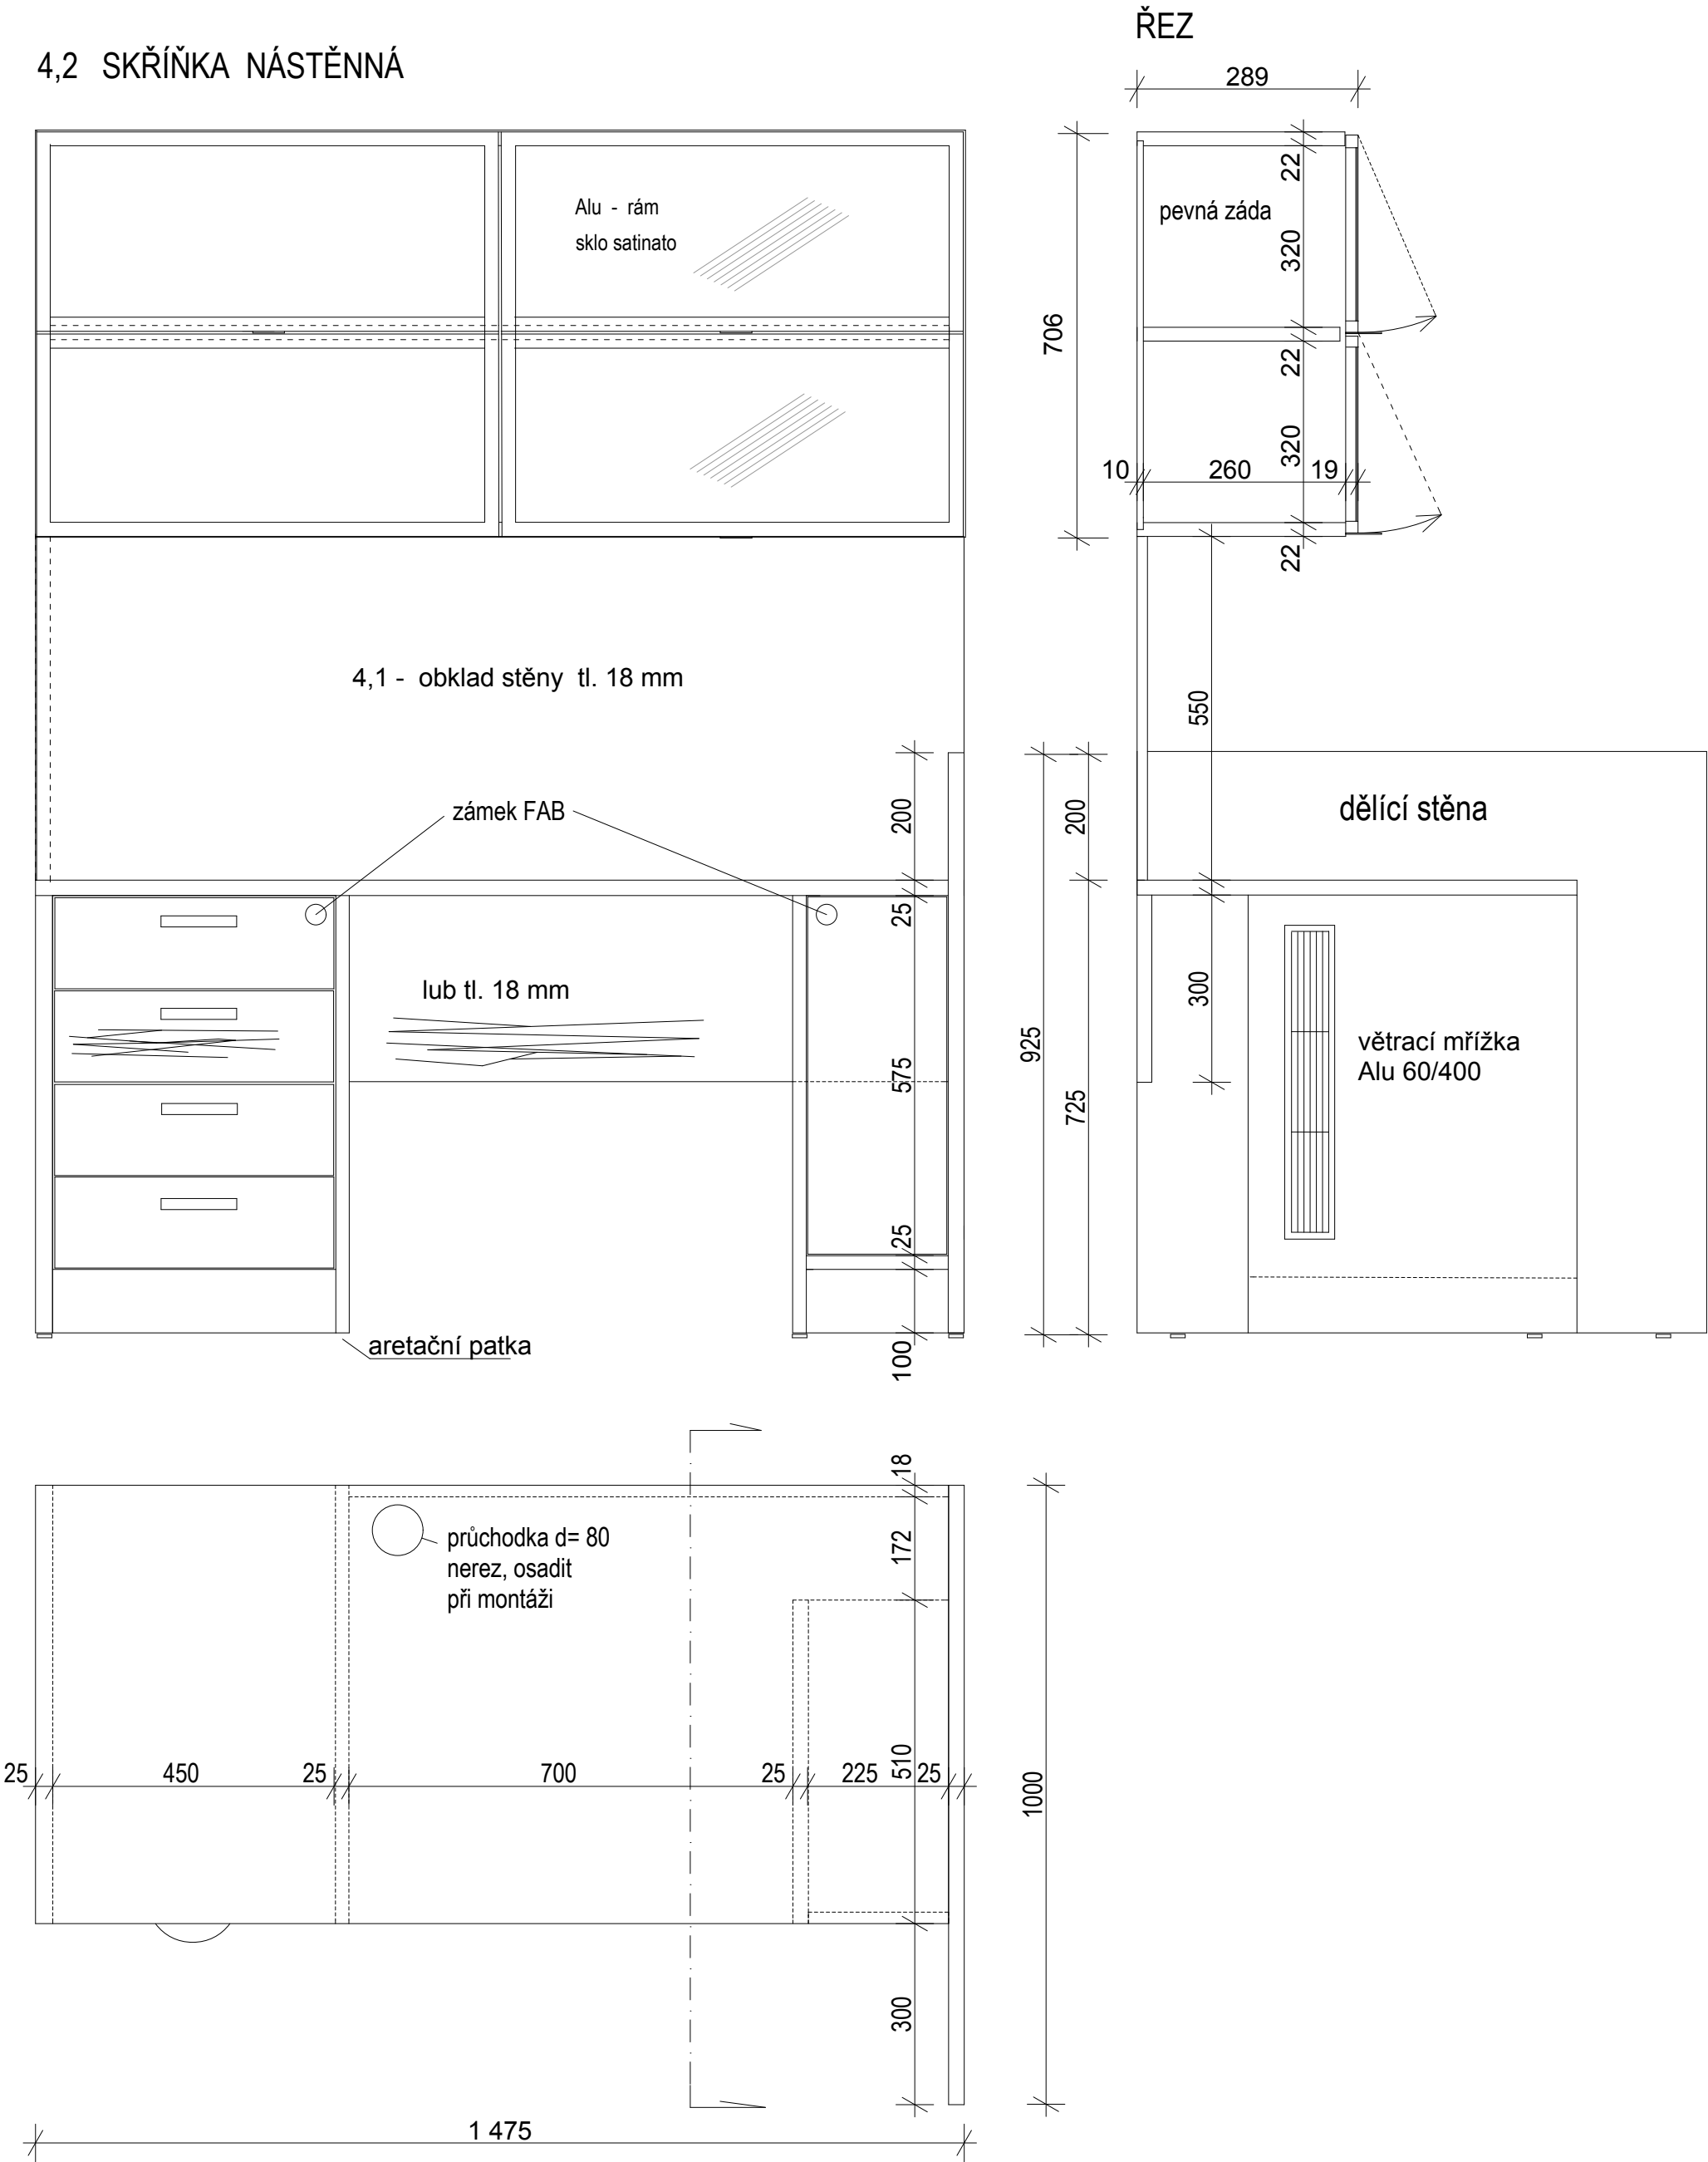 ŘEZ
4,2 SKŘÍŇKA NÁSTĚNNÁ
289
Alu - rám
sklo satinato
pevná záda
22
320
706
22
320
10
260
19
22
4,1 - obklad stěny tl. 18 mm
550
zámek FAB
200
200
dělící stěna
25
lub tl. 18 mm
300
925
větrací mřížka
Alu 60/400
575
725
25
aretační patka
100
18
průchodka d= 80
nerez, osadit
při montáži
172
25
450
25
700
25
225
510
25
1000
300
1 475